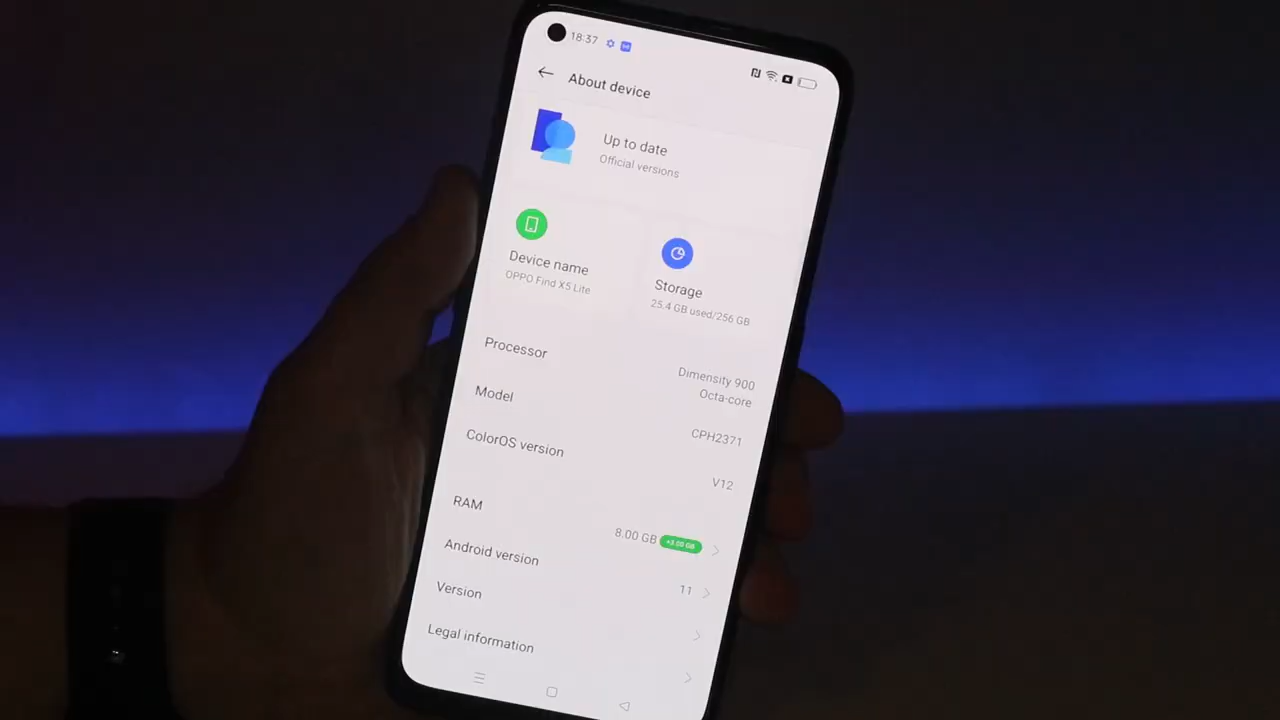 18:37
About device
Up to date
Official versions
Device name
OPPO Find X5 Lite
Storage
25.4 GB used/256 GB
Processor
Dimensity 900
Octa-core
Model
CPH2371
ColorOS version
V12
RAM
8.00 GB +3.00 GB
Android version
11
Version
Legal information